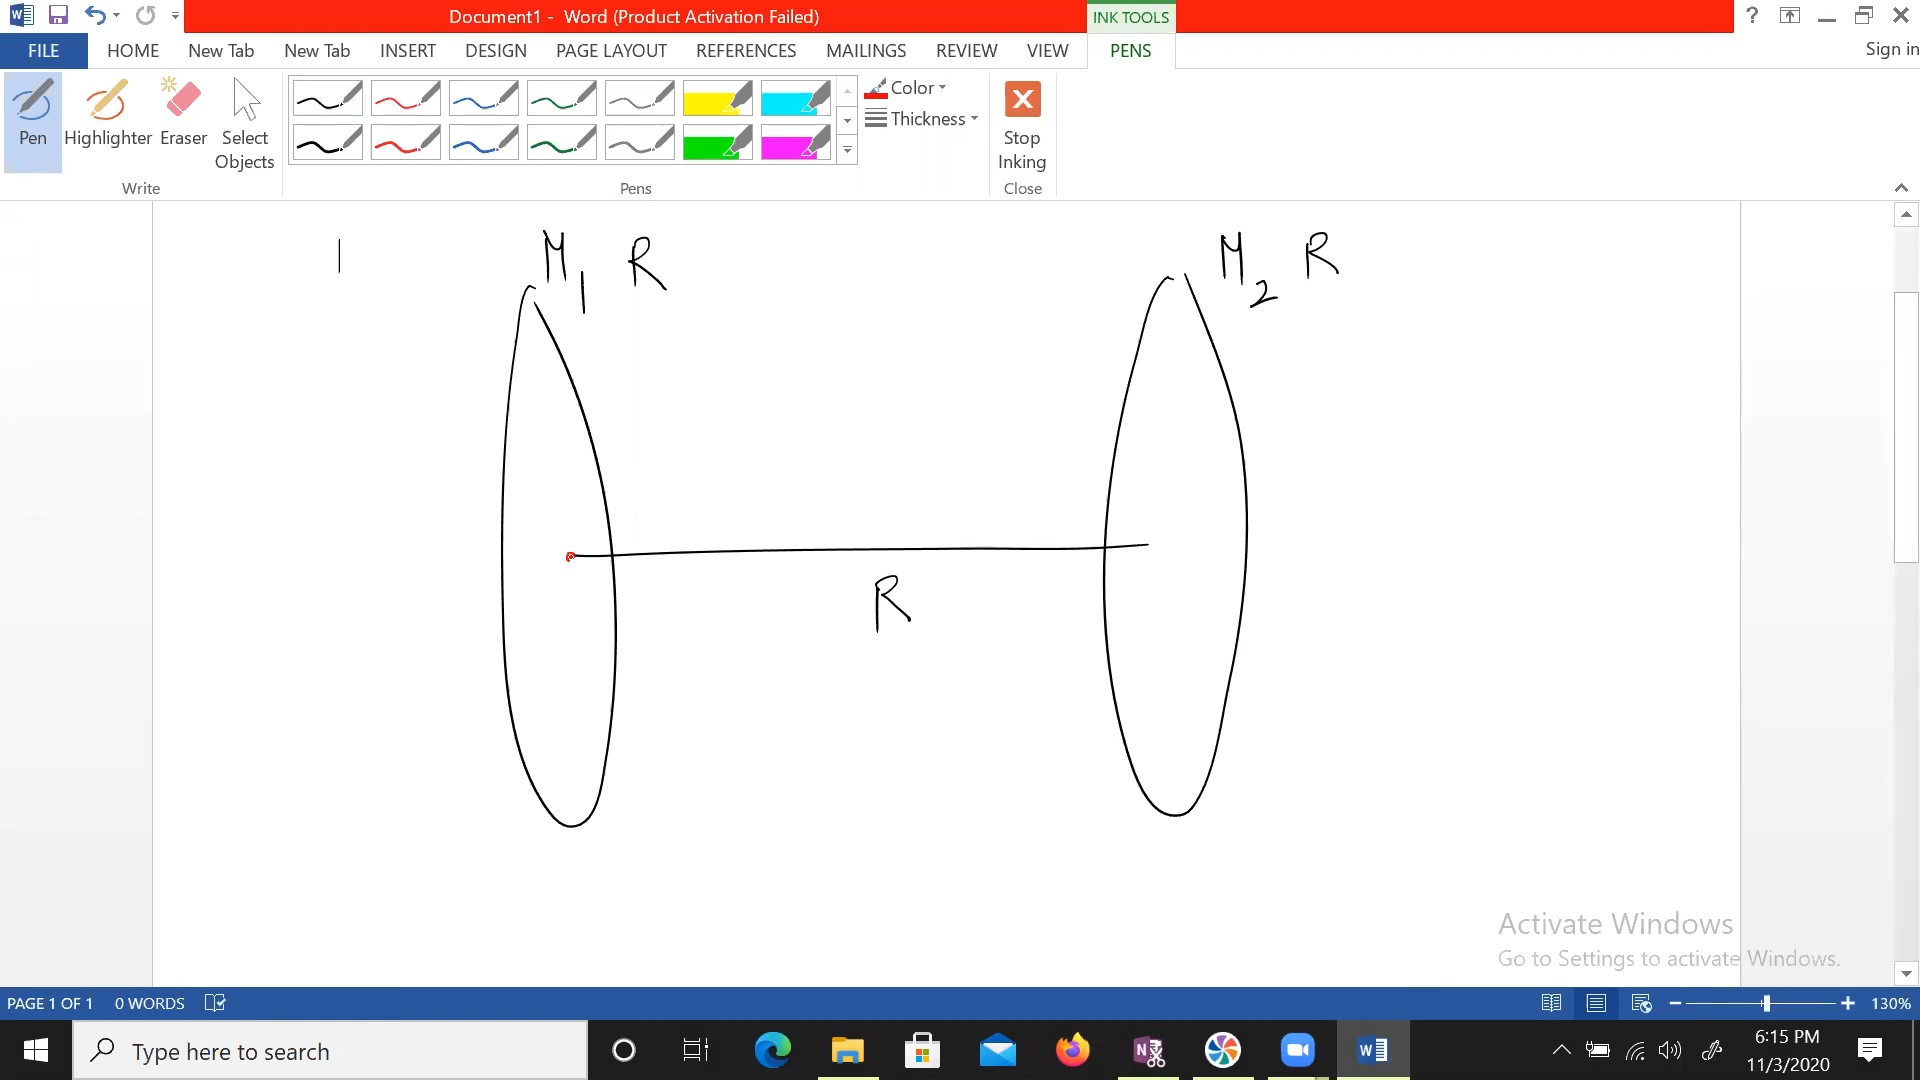 Document1 - Word (Product Activation Failed)
INK TOOLS
?
FILE HOME New Tab New Tab INSERT DESIGN PAGE LAYOUT REFERENCES MAILINGS REVIEW VIEW PENS
Sign in
Pen
Highlighter
Eraser
Select
Objects
Write
Pens
Color
Thickness
Stop
Inking
Close
M1 R
M2 R
R
Activate Windows
Go to Settings to activate Windows.
PAGE 1 OF 1 0 WORDS
130%
Type here to search
6:15 PM
11/3/2020